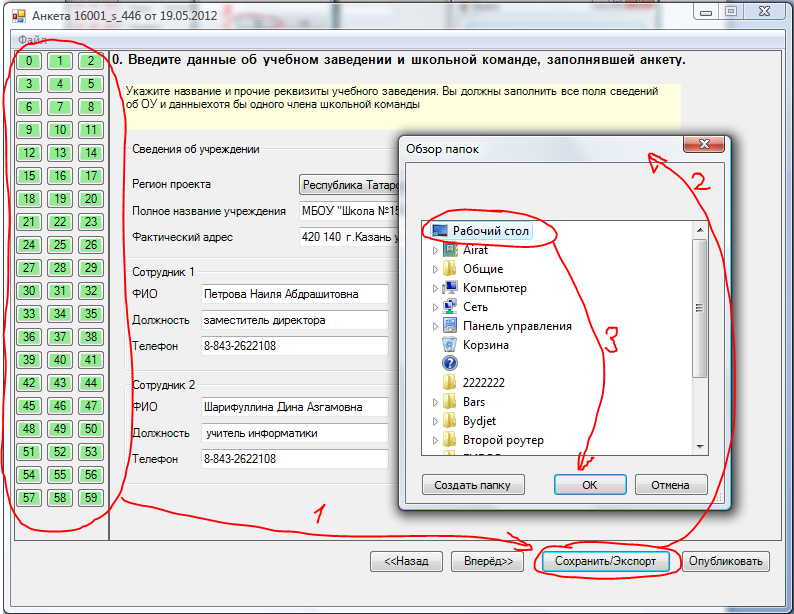 Анкета 16001_s_446 от 19.05.2012
Файл
0 1 2
3 4 5
6 7 8
9 10 11
12 13 14
15 16 17
18 19 20
21 22 23
24 25 26
27 28 29
30 31 32
33 34 35
36 37 38
39 40 41
42 43 44
45 46 47
48 49 50
51 52 53
54 55 56
57 58 59
0. Введите данные об учебном заведении и школьной команде, заполнявшей анкету.
Укажите название и прочие реквизиты учебного заведения. Вы должны заполнить все поля сведений
об ОУ и данныехотя бы одного члена школьной команды
Сведения об учреждении
Регион проекта Республика Татарс
Полное название учреждения МБОУ "Школа №15
Фактический адрес 420 140 г.Казань у
Сотрудник 1
ФИО Петрова Наиля Абдрашитовна
Должность заместитель директора
Телефон 8-843-2622108
Сотрудник 2
ФИО Шарифуллина Дина Азгамовна
Должность учитель информатики
Телефон 8-843-2622108
Обзор папок
Рабочий стол
Airat
Общие
Компьютер
Сеть
Панель управления
Корзина
2222222
Bars
Bydjet
Второй роутер
Создать папку OK Отмена
1
2
3
<<Назад Вперёд>> Сохранить/Экспорт Опубликовать